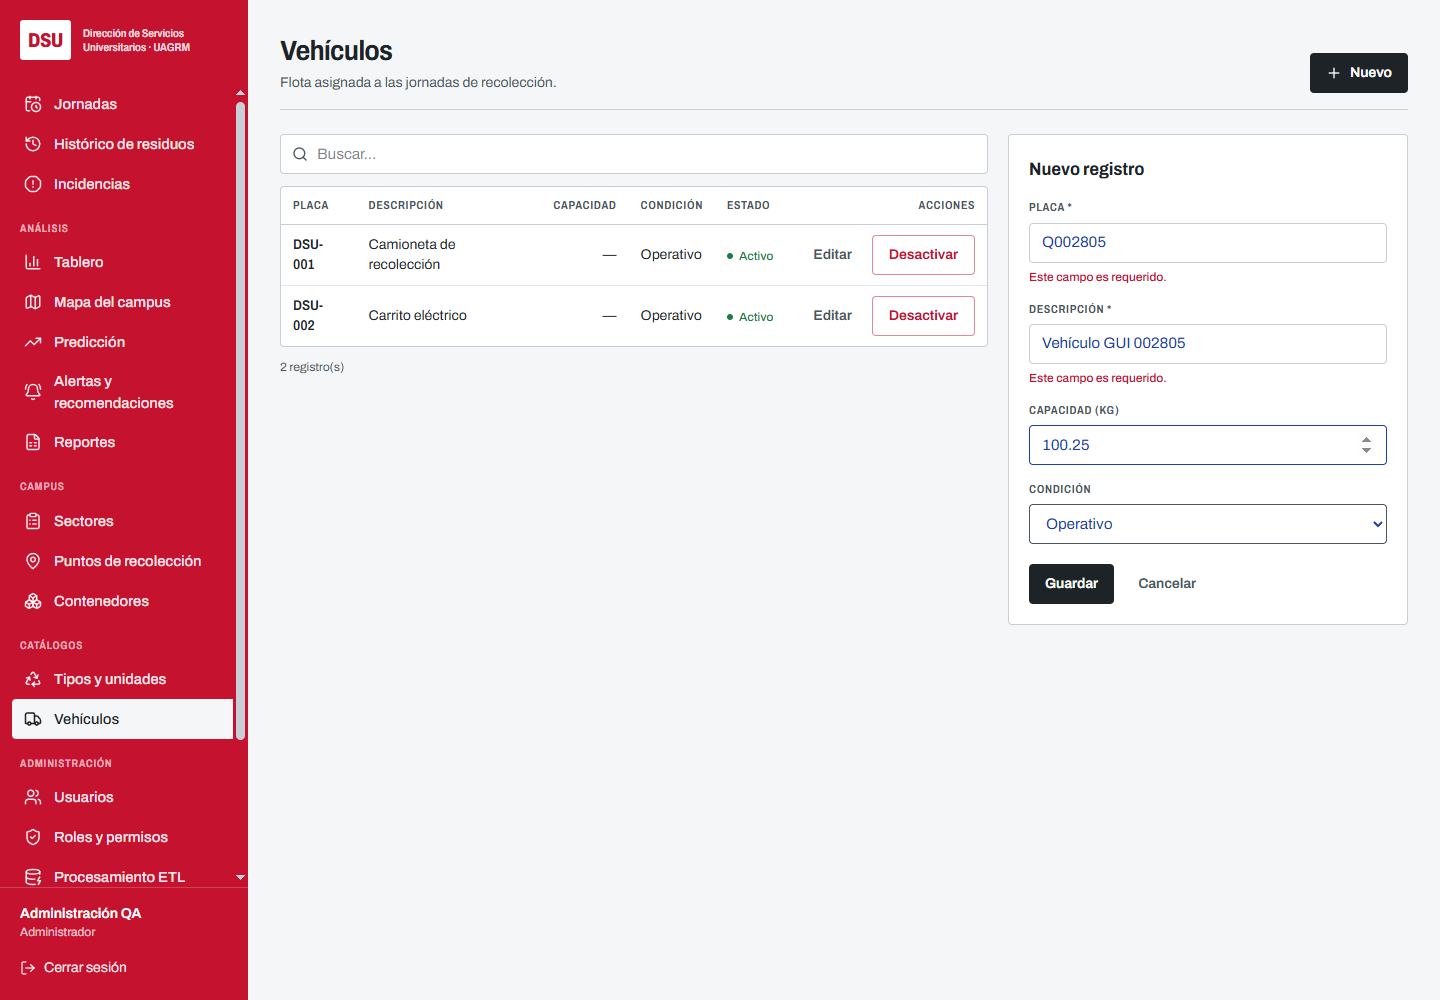 DSU
Dirección de Servicios
Universitarios · UAGRM
Jornadas
Histórico de residuos
Incidencias
ANÁLISIS
Tablero
Mapa del campus
Predicción
Alertas y
recomendaciones
Reportes
CAMPUS
Sectores
Puntos de recolección
Contenedores
CATÁLOGOS
Tipos y unidades
Vehículos
ADMINISTRACIÓN
Usuarios
Roles y permisos
Procesamiento ETL
Administración QA
Administrador
Cerrar sesión
Vehículos
Flota asignada a las jornadas de recolección.
Nuevo
Buscar...
PLACA DESCRIPCIÓN CAPACIDAD CONDICIÓN ESTADO ACCIONES
DSU-
001
Camioneta de
recolección
— Operativo Activo Editar Desactivar
DSU-
002
Carrito eléctrico — Operativo Activo Editar Desactivar
2 registro(s)
Nuevo registro
PLACA *
Q002805
Este campo es requerido.
DESCRIPCIÓN *
Vehículo GUI 002805
Este campo es requerido.
CAPACIDAD (KG)
100.25
CONDICIÓN
Operativo
Guardar Cancelar